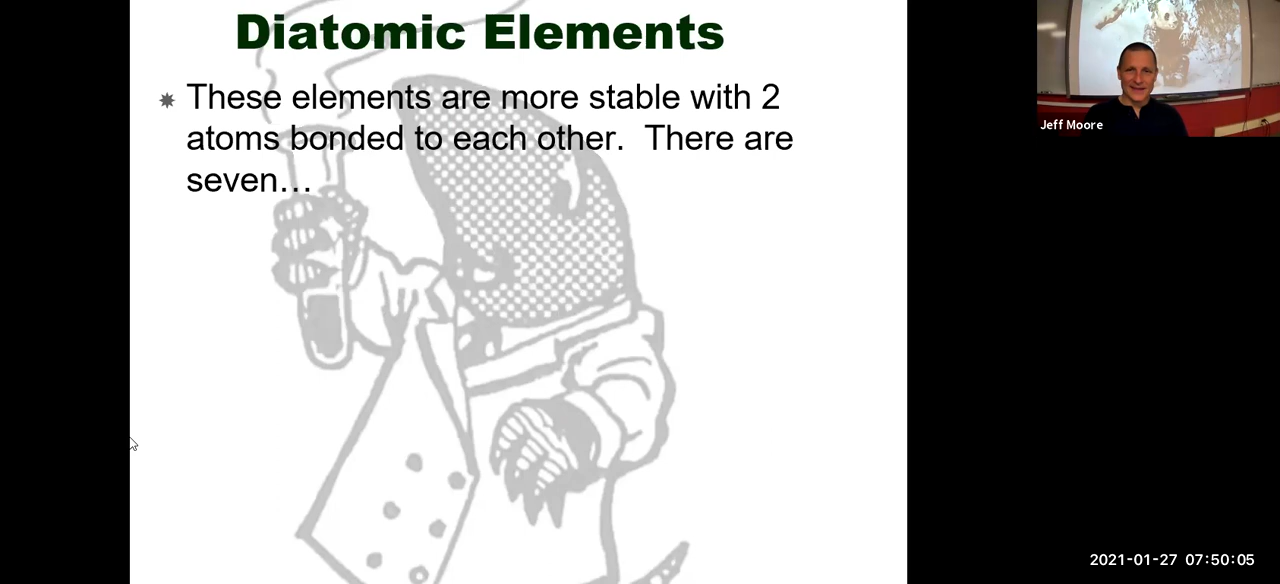 Diatomic Elements
These elements are more stable with 2
atoms bonded to each other.  There are
seven…
Jeff Moore
2021-01-27 07:50:05